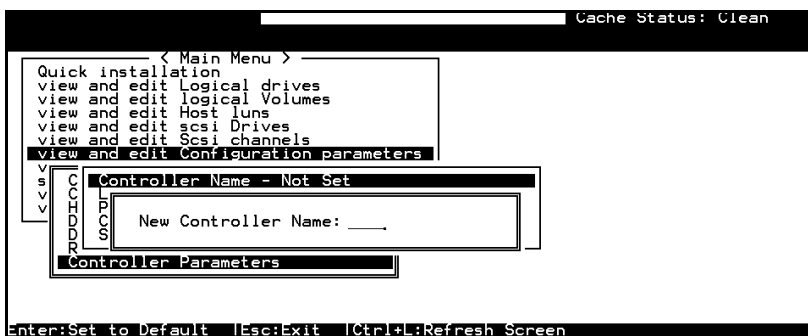 Cache Status: Clean
< Main Menu >
Quick installation
view and edit Logical drives
view and edit logical Volumes
view and edit Host luns
view and edit scsi Drives
view and edit Scsi channels
view and edit Configuration parameters
v
s C Controller Name - Not Set
v C L
v H P
D C New Controller Name: ____
D S
R
Controller Parameters
Enter:Set to Default |Esc:Exit |Ctrl+L:Refresh Screen